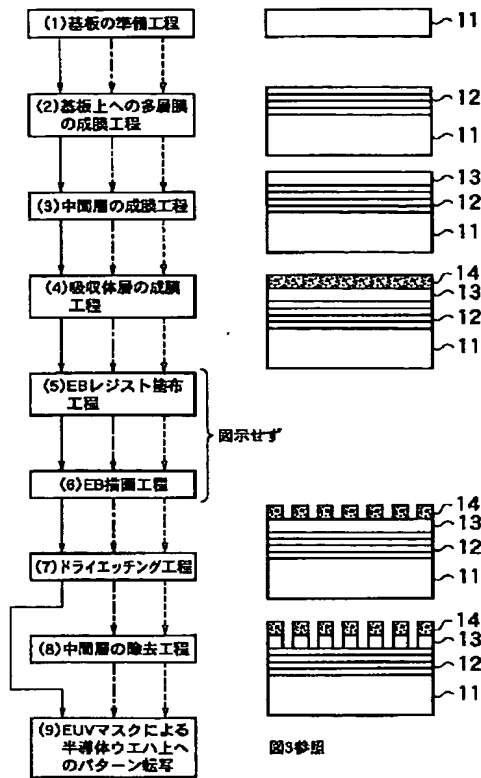 (1)基板の準備工程
11
(2)基板上への多層膜
の成膜工程
12
11
(3)中間層の成膜工程
13
12
11
(4)吸収体層の成膜
工程
14
13
12
11
(5)EBレジスト塗布
工程
(6)EB描画工程
図示せず
(7)ドライエッチング工程
14
13
12
11
(8)中間層の除去工程
14
13
12
11
(9)EUVマスクによる
半導体ウエハ上へ
のパターン転写
図3参照